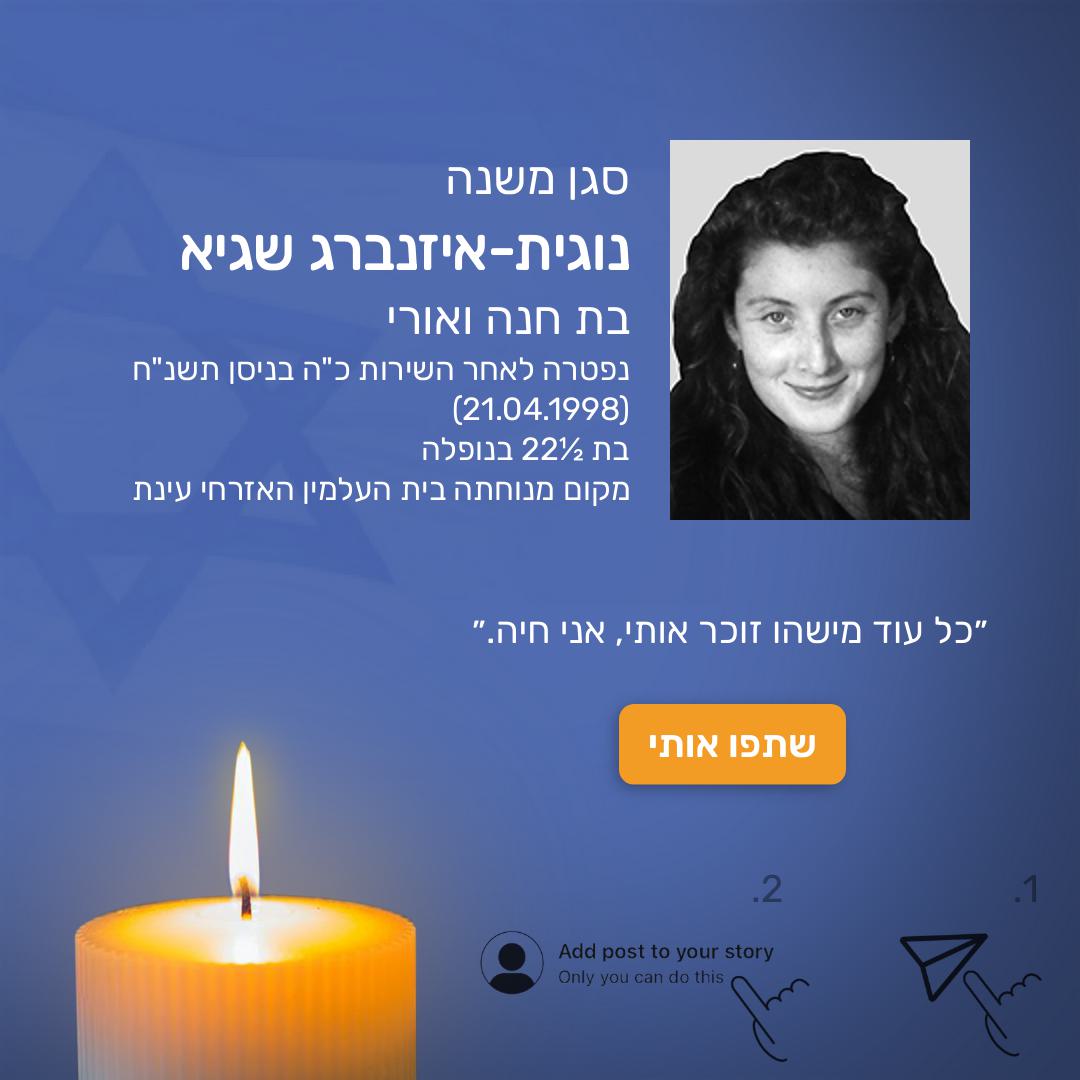 סגן משנה
נוגית-איזנברג שגיא
בת חנה ואורי
נפטרה לאחר השירות כ"ה בניסן תשנ"ח
(21.04.1998)
בת 22½ בנופלה
מקום מנוחתה בית העלמין האזרחי עינת
״כל עוד מישהו זוכר אותי, אני חיה.״
שתפו אותי
.1
.2
Add post to your story
Only you can do this